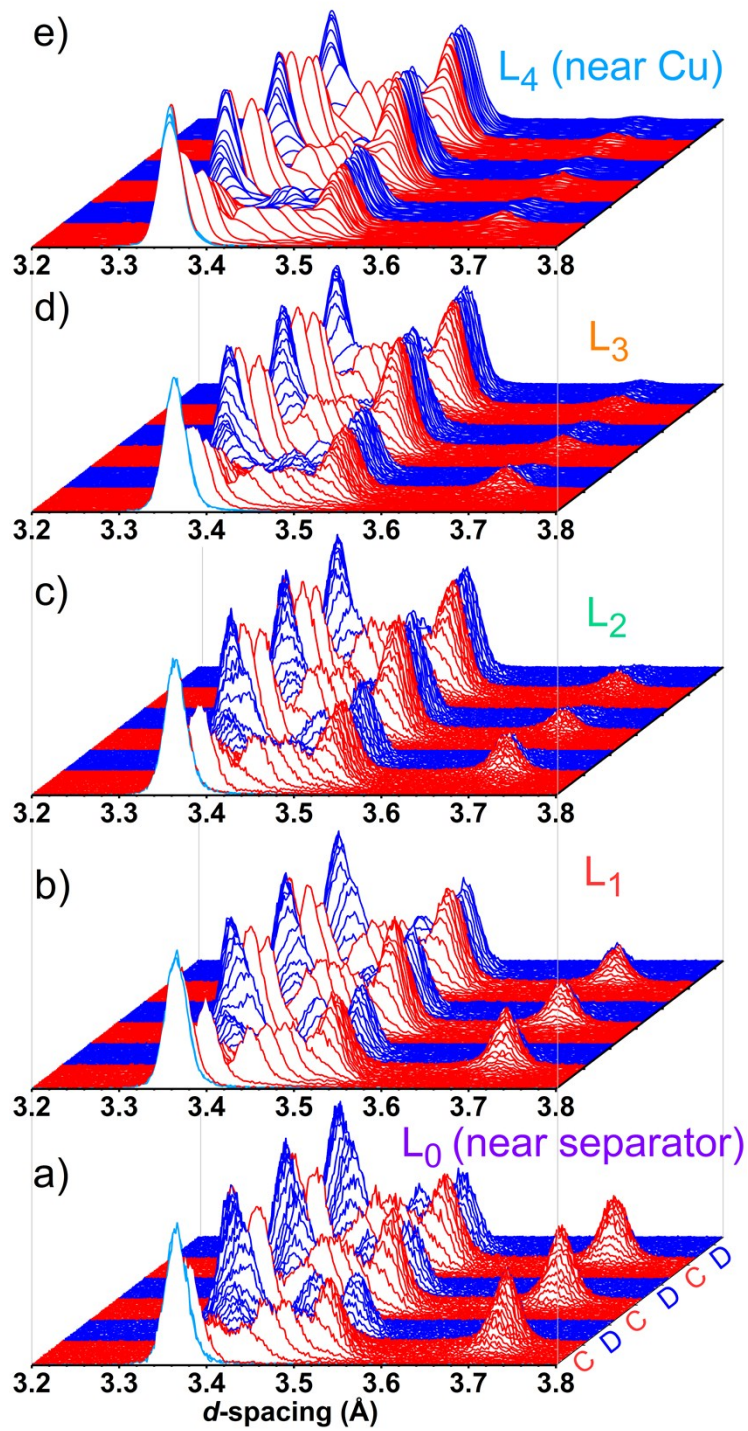 e)
L4 (near Cu)
3.2 3.3 3.4 3.5 3.6 3.7 3.8
d)
L3
3.2 3.3 3.4 3.5 3.6 3.7 3.8
c)
L2
3.2 3.3 3.4 3.5 3.6 3.7 3.8
b)
L1
3.2 3.3 3.4 3.5 3.6 3.7 3.8
a)
L0 (near separator)
C D C D C D
3.2 3.3 3.4 3.5 3.6 3.7 3.8
d-spacing (Å)